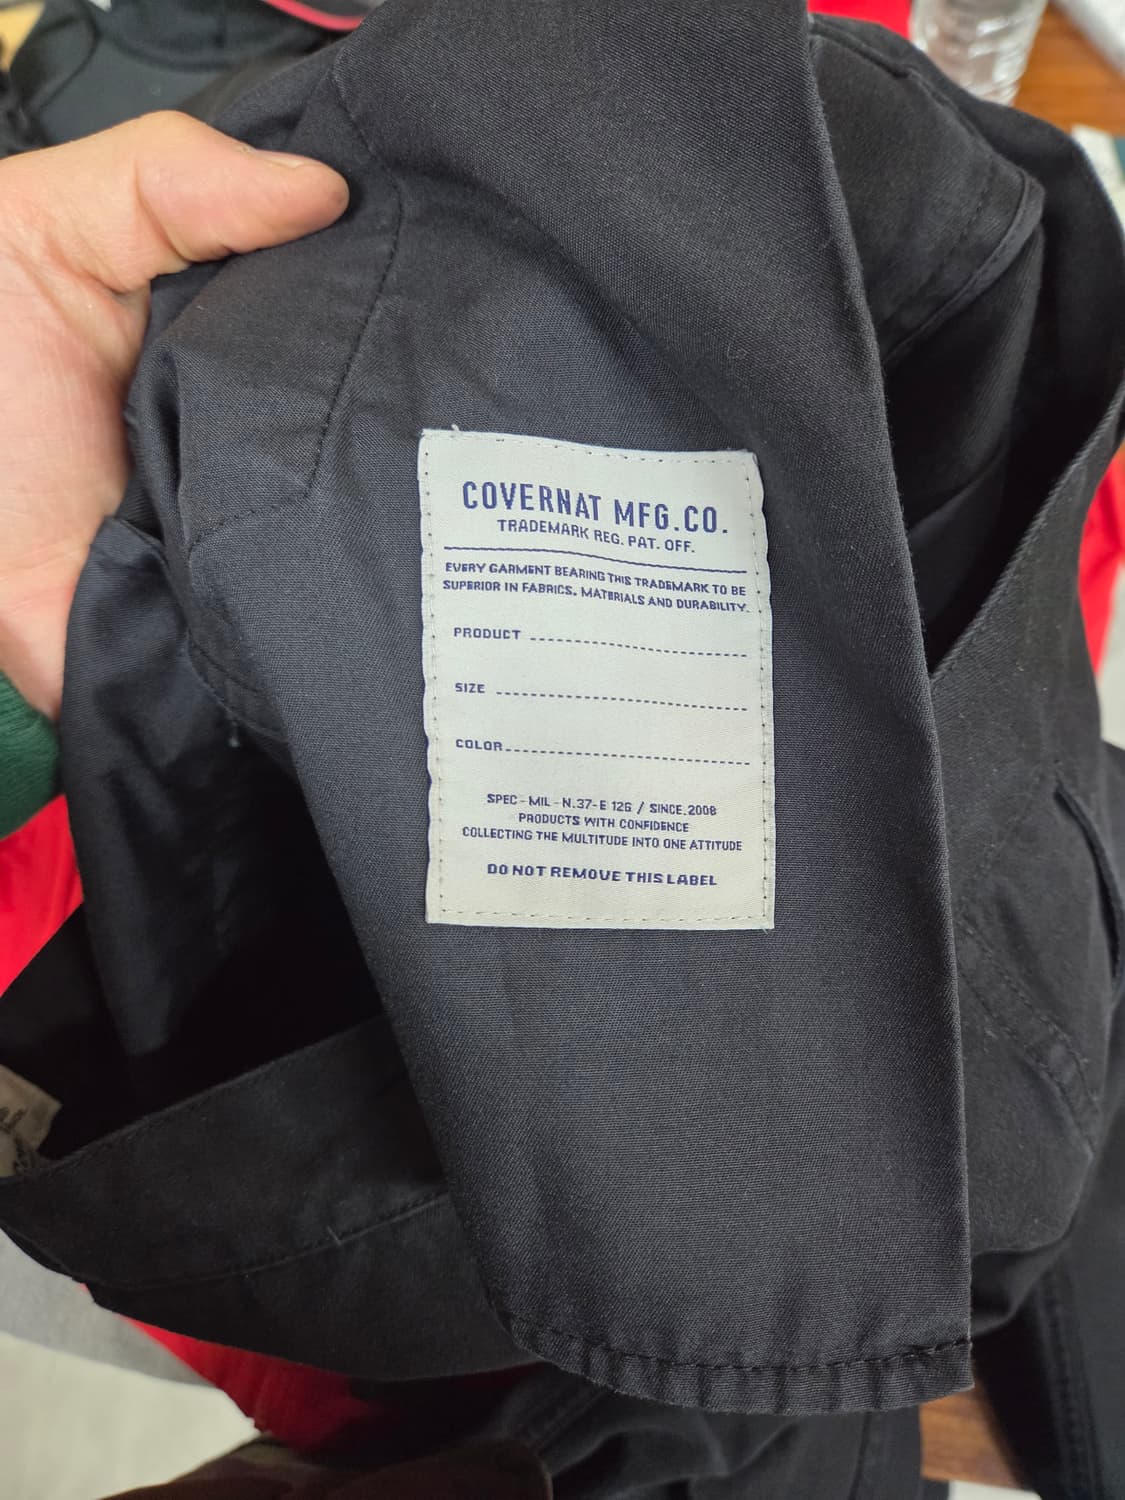 COVERNAT MFG.CO.
TRADEMARK REG. PAT. OFF.
EVERY GARMENT BEARING THIS TRADEMARK TO BE
SUPERIOR IN FABRICS. MATERIALS AND DURABILITY.
PRODUCT
SIZE
COLOR
SPEC - MIL - N.37- E 12G / SINCE.2008
PRODUCTS WITH CONFIDENCE
COLLECTING THE MULTITUDE INTO ONE ATTITUDE
DO NOT REMOVE THIS LABEL